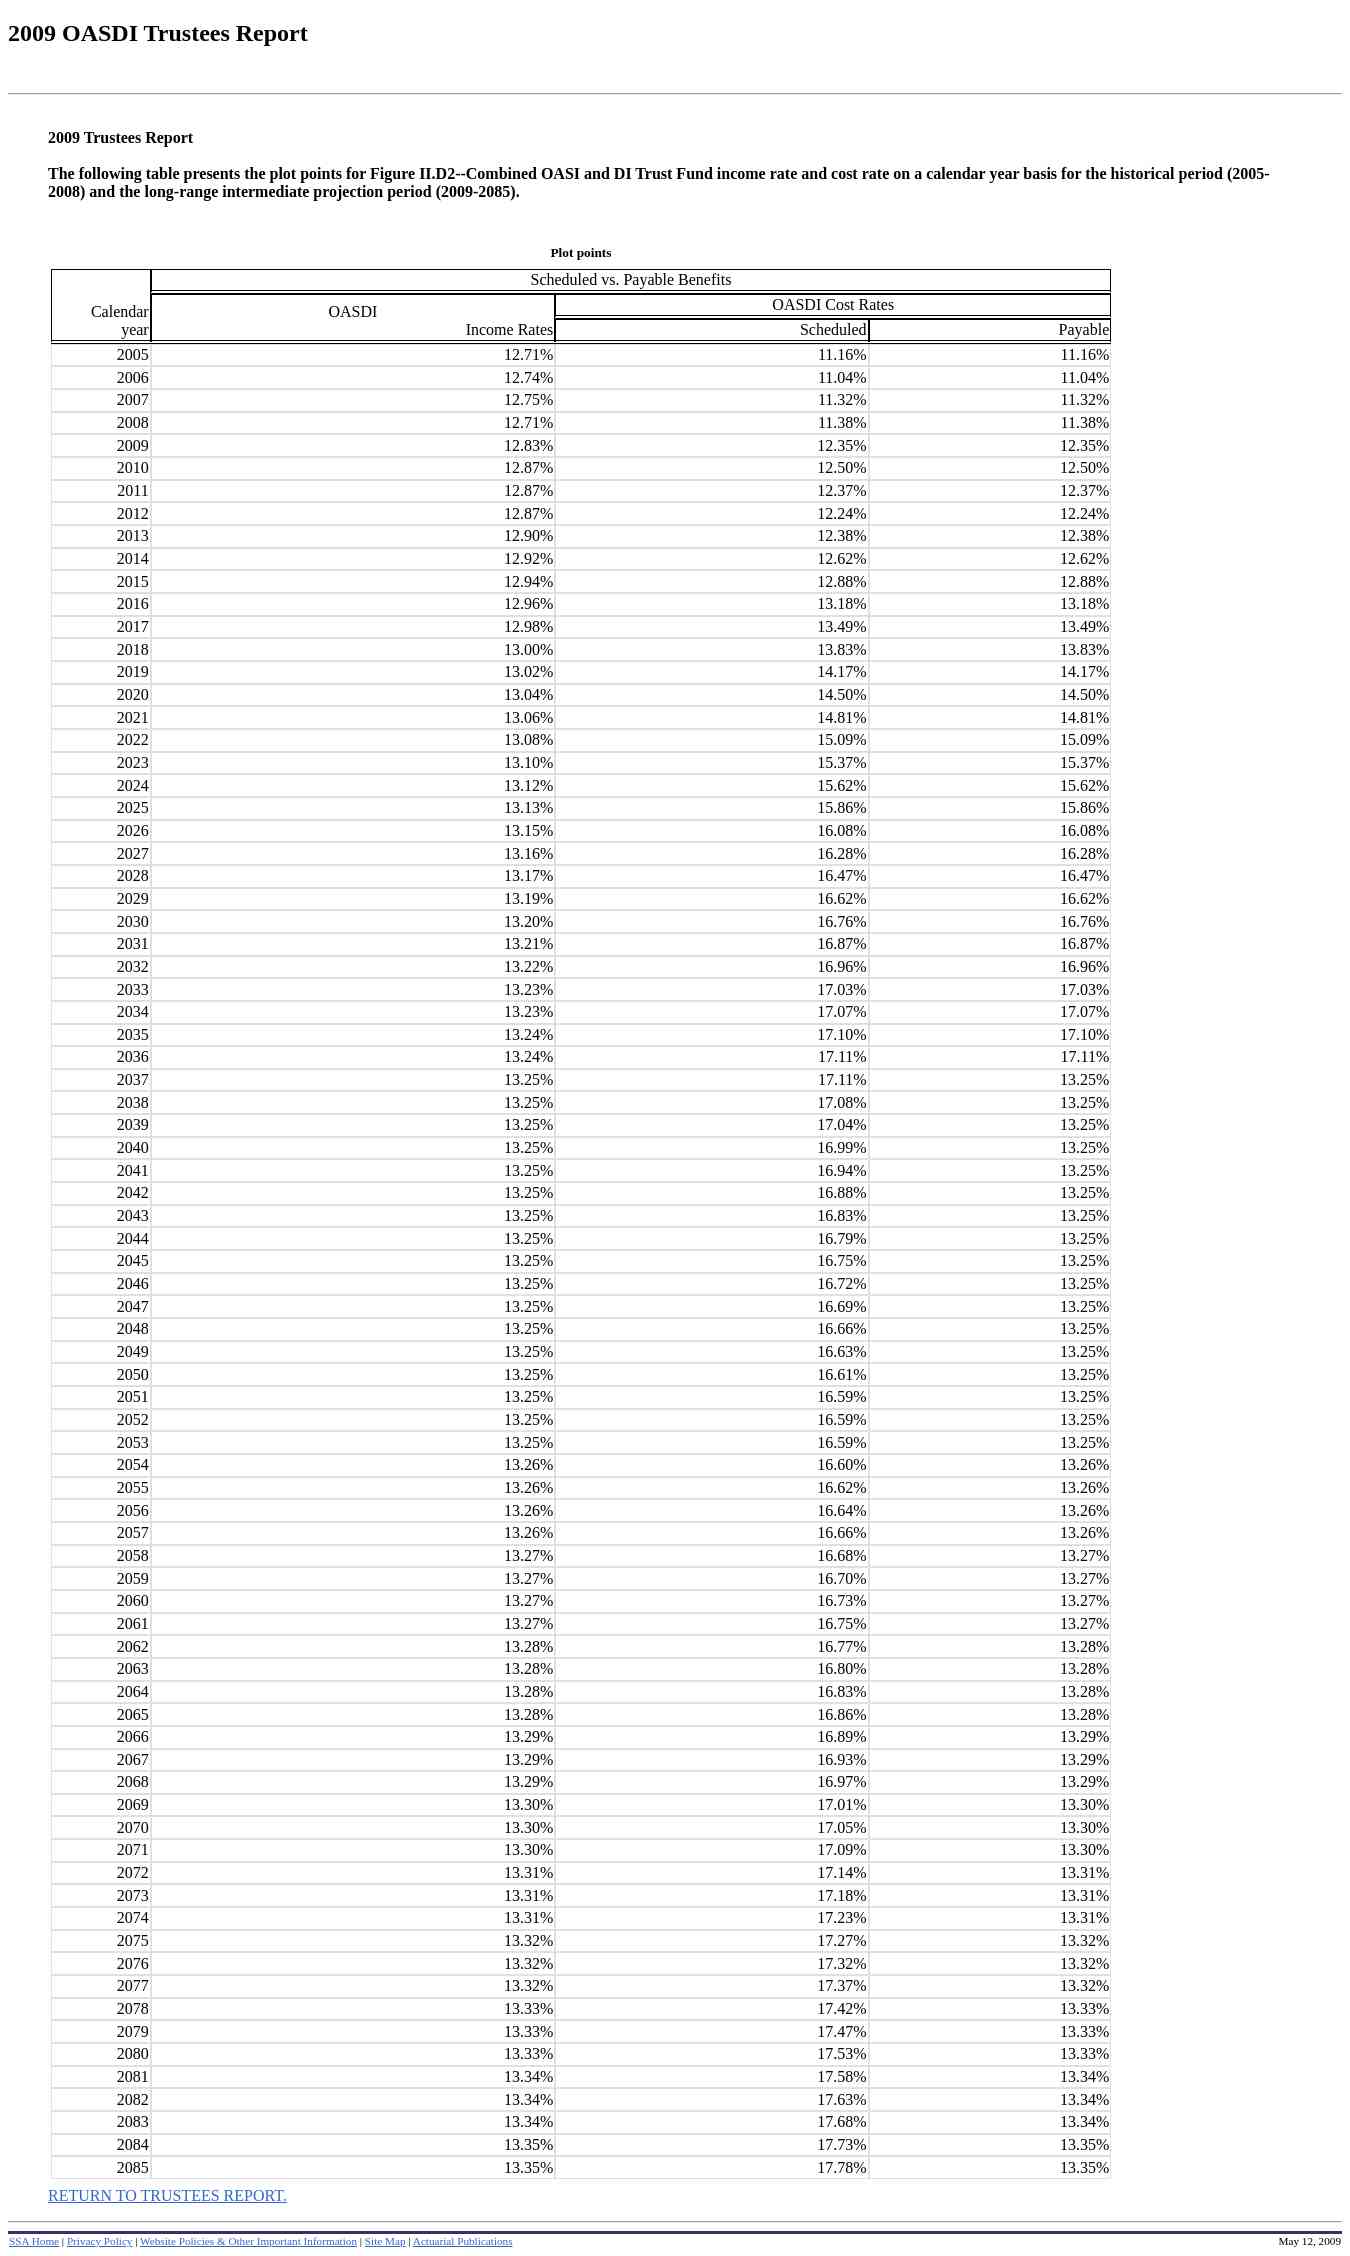 2009 OASDI Trustees Report
2009 Trustees Report
The following table presents the plot points for Figure II.D2--Combined OASI and DI Trust Fund income rate and cost rate on a calendar year basis for the historical period (2005-
2008) and the long-range intermediate projection period (2009-2085).
Plot points
Calendar
year
Scheduled vs. Payable Benefits
OASDI
Income Rates
OASDI Cost Rates
Scheduled Payable
2005 12.71% 11.16% 11.16%
2006 12.74% 11.04% 11.04%
2007 12.75% 11.32% 11.32%
2008 12.71% 11.38% 11.38%
2009 12.83% 12.35% 12.35%
2010 12.87% 12.50% 12.50%
2011 12.87% 12.37% 12.37%
2012 12.87% 12.24% 12.24%
2013 12.90% 12.38% 12.38%
2014 12.92% 12.62% 12.62%
2015 12.94% 12.88% 12.88%
2016 12.96% 13.18% 13.18%
2017 12.98% 13.49% 13.49%
2018 13.00% 13.83% 13.83%
2019 13.02% 14.17% 14.17%
2020 13.04% 14.50% 14.50%
2021 13.06% 14.81% 14.81%
2022 13.08% 15.09% 15.09%
2023 13.10% 15.37% 15.37%
2024 13.12% 15.62% 15.62%
2025 13.13% 15.86% 15.86%
2026 13.15% 16.08% 16.08%
2027 13.16% 16.28% 16.28%
2028 13.17% 16.47% 16.47%
2029 13.19% 16.62% 16.62%
2030 13.20% 16.76% 16.76%
2031 13.21% 16.87% 16.87%
2032 13.22% 16.96% 16.96%
2033 13.23% 17.03% 17.03%
2034 13.23% 17.07% 17.07%
2035 13.24% 17.10% 17.10%
2036 13.24% 17.11% 17.11%
2037 13.25% 17.11% 13.25%
2038 13.25% 17.08% 13.25%
2039 13.25% 17.04% 13.25%
2040 13.25% 16.99% 13.25%
2041 13.25% 16.94% 13.25%
2042 13.25% 16.88% 13.25%
2043 13.25% 16.83% 13.25%
2044 13.25% 16.79% 13.25%
2045 13.25% 16.75% 13.25%
2046 13.25% 16.72% 13.25%
2047 13.25% 16.69% 13.25%
2048 13.25% 16.66% 13.25%
2049 13.25% 16.63% 13.25%
2050 13.25% 16.61% 13.25%
2051 13.25% 16.59% 13.25%
2052 13.25% 16.59% 13.25%
2053 13.25% 16.59% 13.25%
2054 13.26% 16.60% 13.26%
2055 13.26% 16.62% 13.26%
2056 13.26% 16.64% 13.26%
2057 13.26% 16.66% 13.26%
2058 13.27% 16.68% 13.27%
2059 13.27% 16.70% 13.27%
2060 13.27% 16.73% 13.27%
2061 13.27% 16.75% 13.27%
2062 13.28% 16.77% 13.28%
2063 13.28% 16.80% 13.28%
2064 13.28% 16.83% 13.28%
2065 13.28% 16.86% 13.28%
2066 13.29% 16.89% 13.29%
2067 13.29% 16.93% 13.29%
2068 13.29% 16.97% 13.29%
2069 13.30% 17.01% 13.30%
2070 13.30% 17.05% 13.30%
2071 13.30% 17.09% 13.30%
2072 13.31% 17.14% 13.31%
2073 13.31% 17.18% 13.31%
2074 13.31% 17.23% 13.31%
2075 13.32% 17.27% 13.32%
2076 13.32% 17.32% 13.32%
2077 13.32% 17.37% 13.32%
2078 13.33% 17.42% 13.33%
2079 13.33% 17.47% 13.33%
2080 13.33% 17.53% 13.33%
2081 13.34% 17.58% 13.34%
2082 13.34% 17.63% 13.34%
2083 13.34% 17.68% 13.34%
2084 13.35% 17.73% 13.35%
2085 13.35% 17.78% 13.35%
RETURN TO TRUSTEES REPORT.
SSA Home | Privacy Policy | Website Policies & Other Important Information | Site Map | Actuarial Publications May 12, 2009